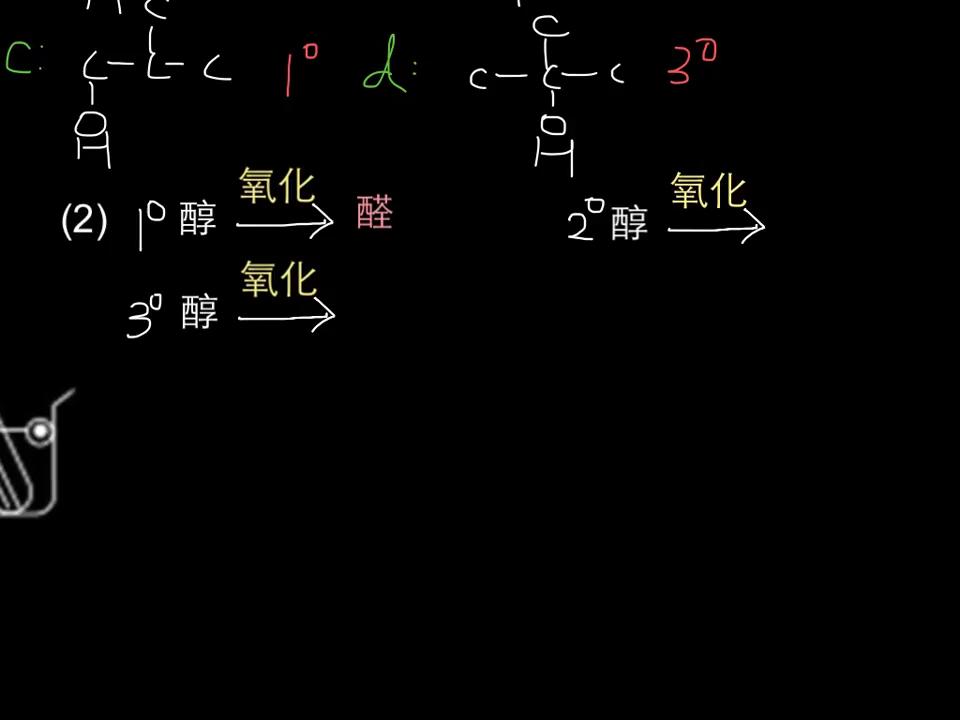 H C
C: C-C-C 1° d: C
C-C-C 3°
OH OH
(2) 1° 醇 氧化 → 醛 2° 醇 氧化 →
3° 醇 氧化 →